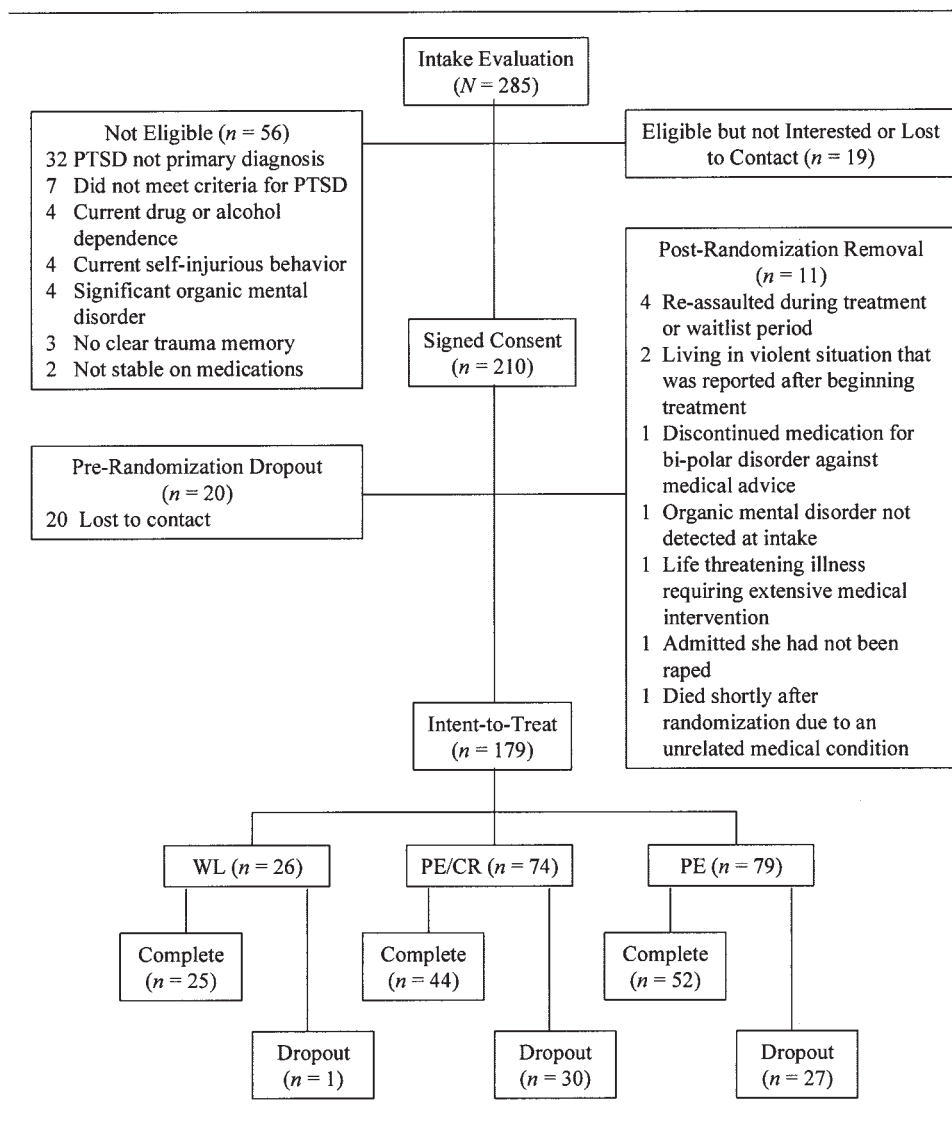 Intake Evaluation
(N = 285)
Not Eligible (n = 56)
32 PTSD not primary diagnosis
7 Did not meet criteria for PTSD
4 Current drug or alcohol
dependence
4 Current self-injurious behavior
4 Significant organic mental
disorder
3 No clear trauma memory
2 Not stable on medications
Eligible but not Interested or Lost
to Contact (n = 19)
Post-Randomization Removal
(n = 11)
4 Re-assaulted during treatment
or waitlist period
2 Living in violent situation that
was reported after beginning
treatment
1 Discontinued medication for
bi-polar disorder against
medical advice
1 Organic mental disorder not
detected at intake
1 Life threatening illness
requiring extensive medical
intervention
1 Admitted she had not been
raped
1 Died shortly after
randomization due to an
unrelated medical condition
Signed Consent
(n = 210)
Pre-Randomization Dropout
(n = 20)
20 Lost to contact
Intent-to-Treat
(n = 179)
WL (n = 26)
PE/CR (n = 74)
PE (n = 79)
Complete
(n = 25)
Complete
(n = 44)
Complete
(n = 52)
Dropout
(n = 1)
Dropout
(n = 30)
Dropout
(n = 27)